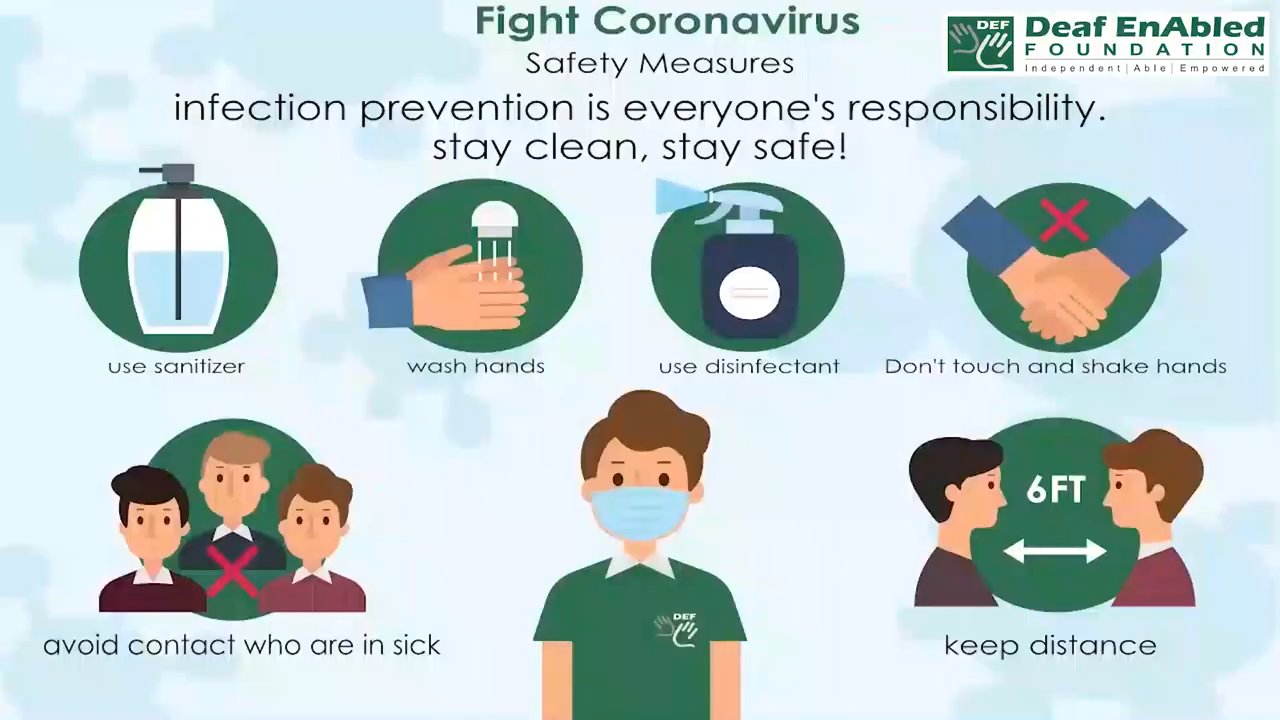 Fight Coronavirus
Safety Measures
DEF
Deaf EnAbled
FOUNDATION
Independent | Able | Empowered
infection prevention is everyone's responsibility.
stay clean, stay safe!
use sanitizer
wash hands
use disinfectant
Don't touch and shake hands
6FT
DEF
avoid contact who are in sick
keep distance